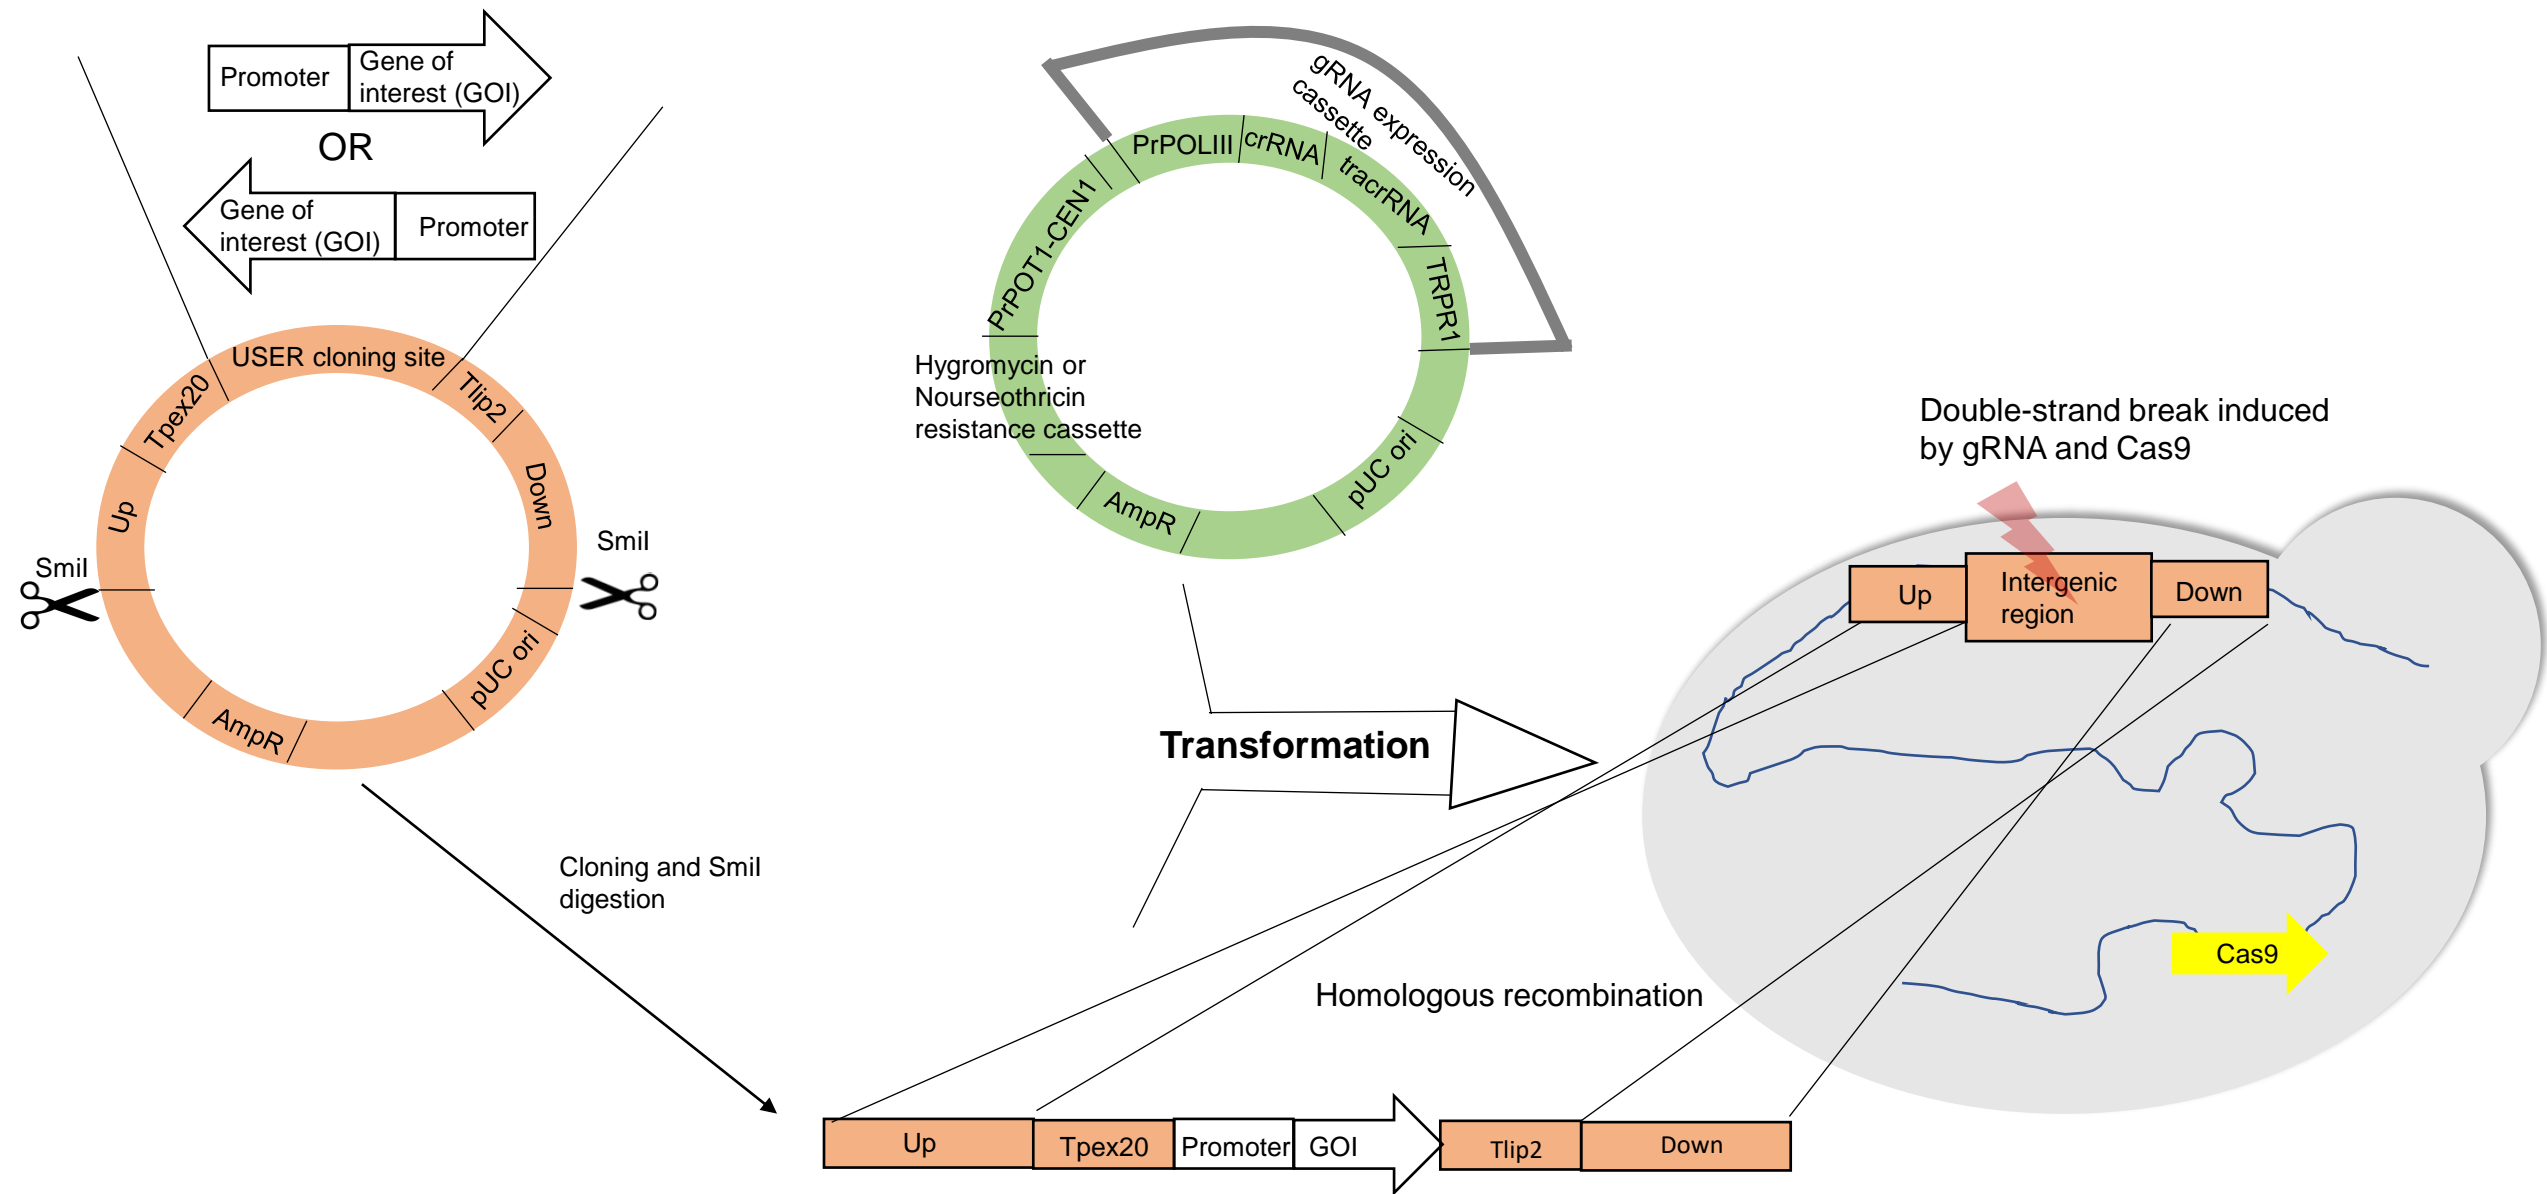 Promoter
Gene of
interest (GOI)
OR
Gene of
interest (GOI)
Promoter
USER cloning site
Tpex20
Tlip2
Up
Down
SmiI
SmiI
pUC ori
AmpR
gRNA expression
cassette
PrPOLIII
crRNA
tracrRNA
TRPR1
PrPOT1-CEN1
Hygromycin or
Nourseothricin
resistance cassette
pUC ori
AmpR
Double-strand break induced
by gRNA and Cas9
Up
Intergenic
region
Down
Transformation
Cloning and SmiI
digestion
Cas9
Homologous recombination
Up
Tpex20
Promoter
GOI
Tlip2
Down